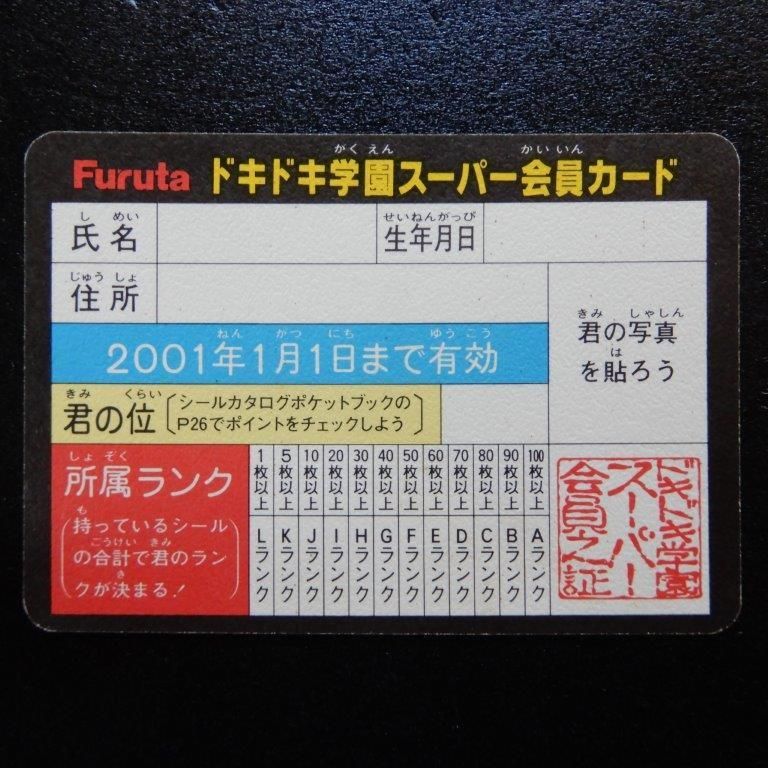 がくえん かいいん
Furuta ドキドキ学園スーパー会員カード
しめい せいねんがっぴ
氏名 生年月日
じゅうしょ
住所
きみ しゃしん
君の写真
は
を貼ろう
ねん がつ にち ゆうこう
2001年1月1日まで有効
きみ くらい
君の位
シールカタログポケットブックの
P26でポイントをチェックしよう
しょぞく
所属ランク
も
持っているシール
ごうけい きみ
の合計で君のラン
き
クが決まる!
1枚以上 5枚以上 10枚以上 20枚以上 30枚以上 40枚以上 50枚以上 60枚以上 70枚以上 80枚以上 90枚以上 100枚以上
Lランク Kランク Jランク Iランク Hランク Gランク Fランク Eランク Dランク Cランク Bランク Aランク
ドキドキ学園
スーパー!
会員之証